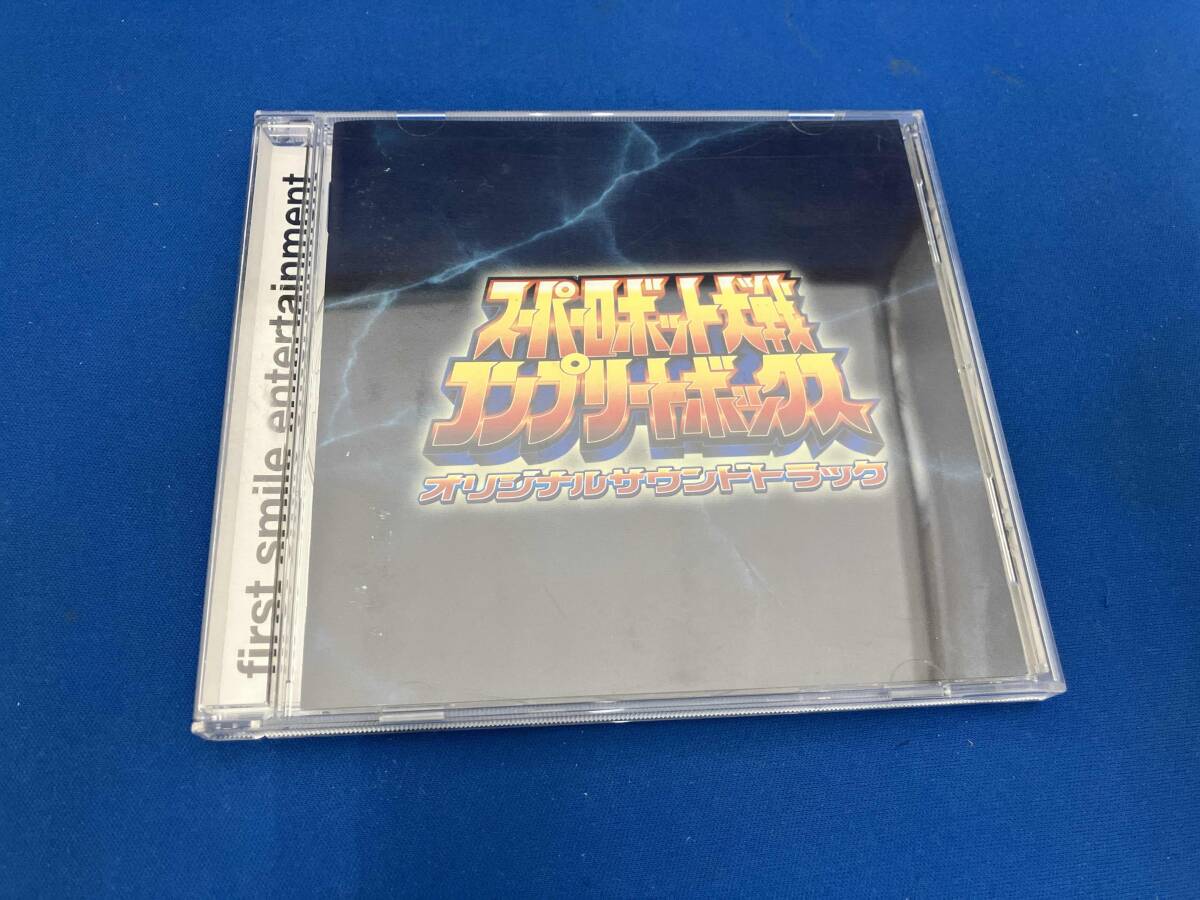 first smile entertainment
スーパーロボット大戦
コンプリートボックス
オリジナルサウンドトラック